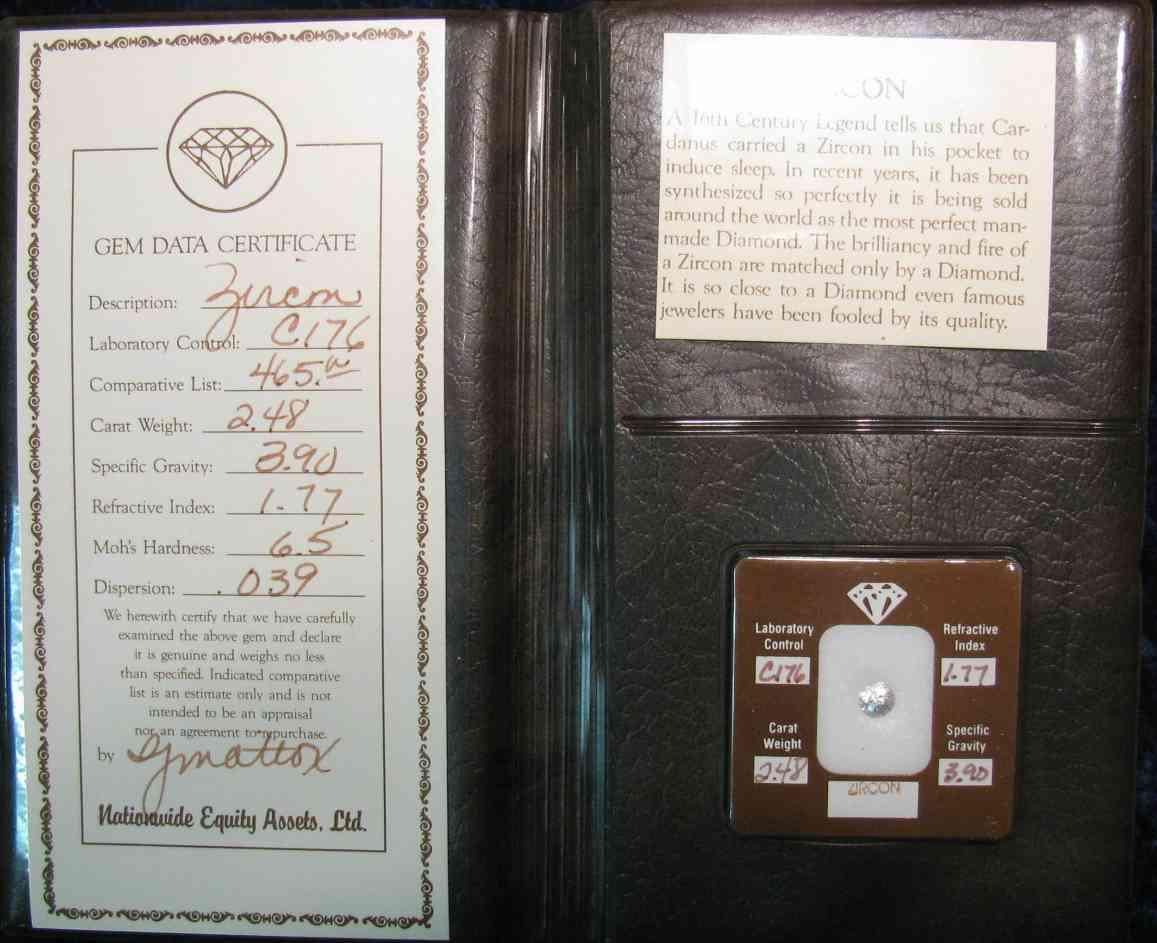 GEM DATA CERTIFICATE
Description: Zircon
Laboratory Control: C176
Comparative List: 465.00
Carat Weight: 2.48
Specific Gravity: 3.90
Refractive Index: 1.77
Moh's Hardness: 6.5
Dispersion: .039
We herewith certify that we have carefully
examined the above gem and declare
it is genuine and weighs no less
than specified. Indicated comparative
list is an estimate only and is not
intended to be an appraisal
nor an agreement to repurchase.
by
Nationwide Equity Assets, Ltd.
CON
A 16th Century Legend tells us that Car-
danus carried a Zircon in his pocket to
induce sleep. In recent years, it has been
synthesized so perfectly it is being sold
around the world as the most perfect man-
made Diamond. The brilliancy and fire of
a Zircon are matched only by a Diamond.
It is so close to a Diamond even famous
jewelers have been fooled by its quality.
Laboratory
Control
C176
Refractive
Index
1.77
Carat
Weight
2.48
Specific
Gravity
3.90
ZIRCON